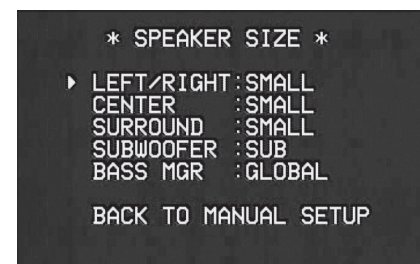 * SPEAKER SIZE *
LEFT/RIGHT:SMALL
CENTER :SMALL
SURROUND :SMALL
SUBWOOFER :SUB
BASS MGR :GLOBAL
BACK TO MANUAL SETUP